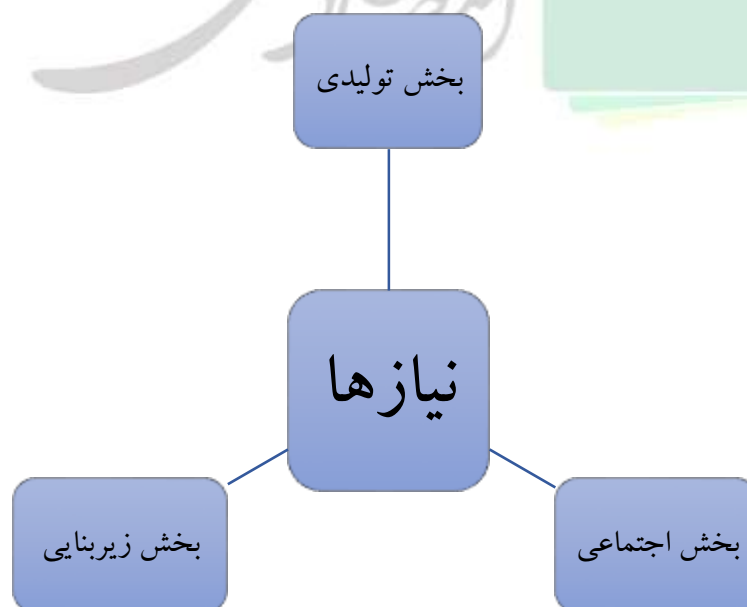 بخش تولیدی
نیازها
بخش اجتماعی
بخش زیربنایی